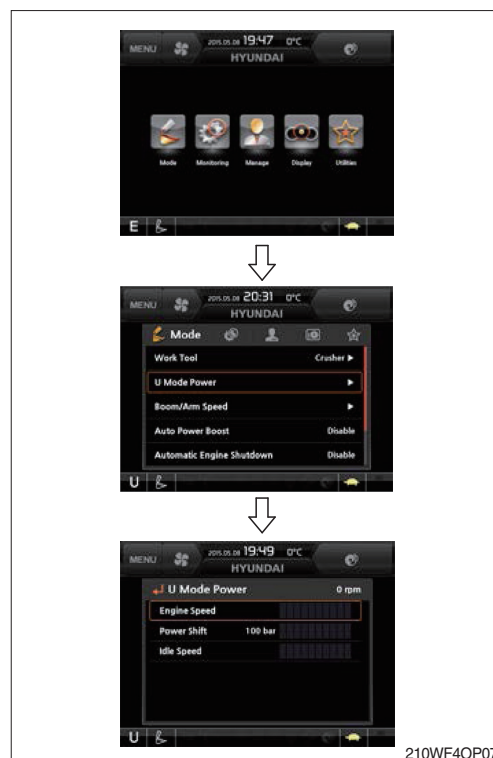 MENU 2015.05.08 19:47 0°C
HYUNDAI
Mode Monitoring Manage Display Utilities
E
MENU 2015.05.08 20:31 0°C
HYUNDAI
Mode
Work Tool Crusher ▶
U Mode Power ▶
Boom/Arm Speed ▶
Auto Power Boost Disable
Automatic Engine Shutdown Disable
U
MENU 2015.05.08 19:49 0°C
HYUNDAI
U Mode Power 0 rpm
Engine Speed
Power Shift 100 bar
Idle Speed
U
210WF4OP07